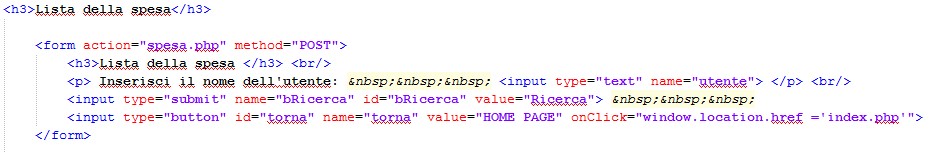 <h3>Lista della spesa</h3>
<form action="spesa.php" method="POST">
<h3>Lista della spesa </h3> <br/>
<p> Inserisci il nome dell'utente: &nbsp;&nbsp;&nbsp; <input type="text" name="utente"> </p> <br/>
<input type="submit" name="bRicerca" id="bRicerca" value="Ricerca"> &nbsp;&nbsp;&nbsp;
<input type="button" id="torna" name="torna" value="HOME PAGE" onClick="window.location.href ='index.php'">
</form>